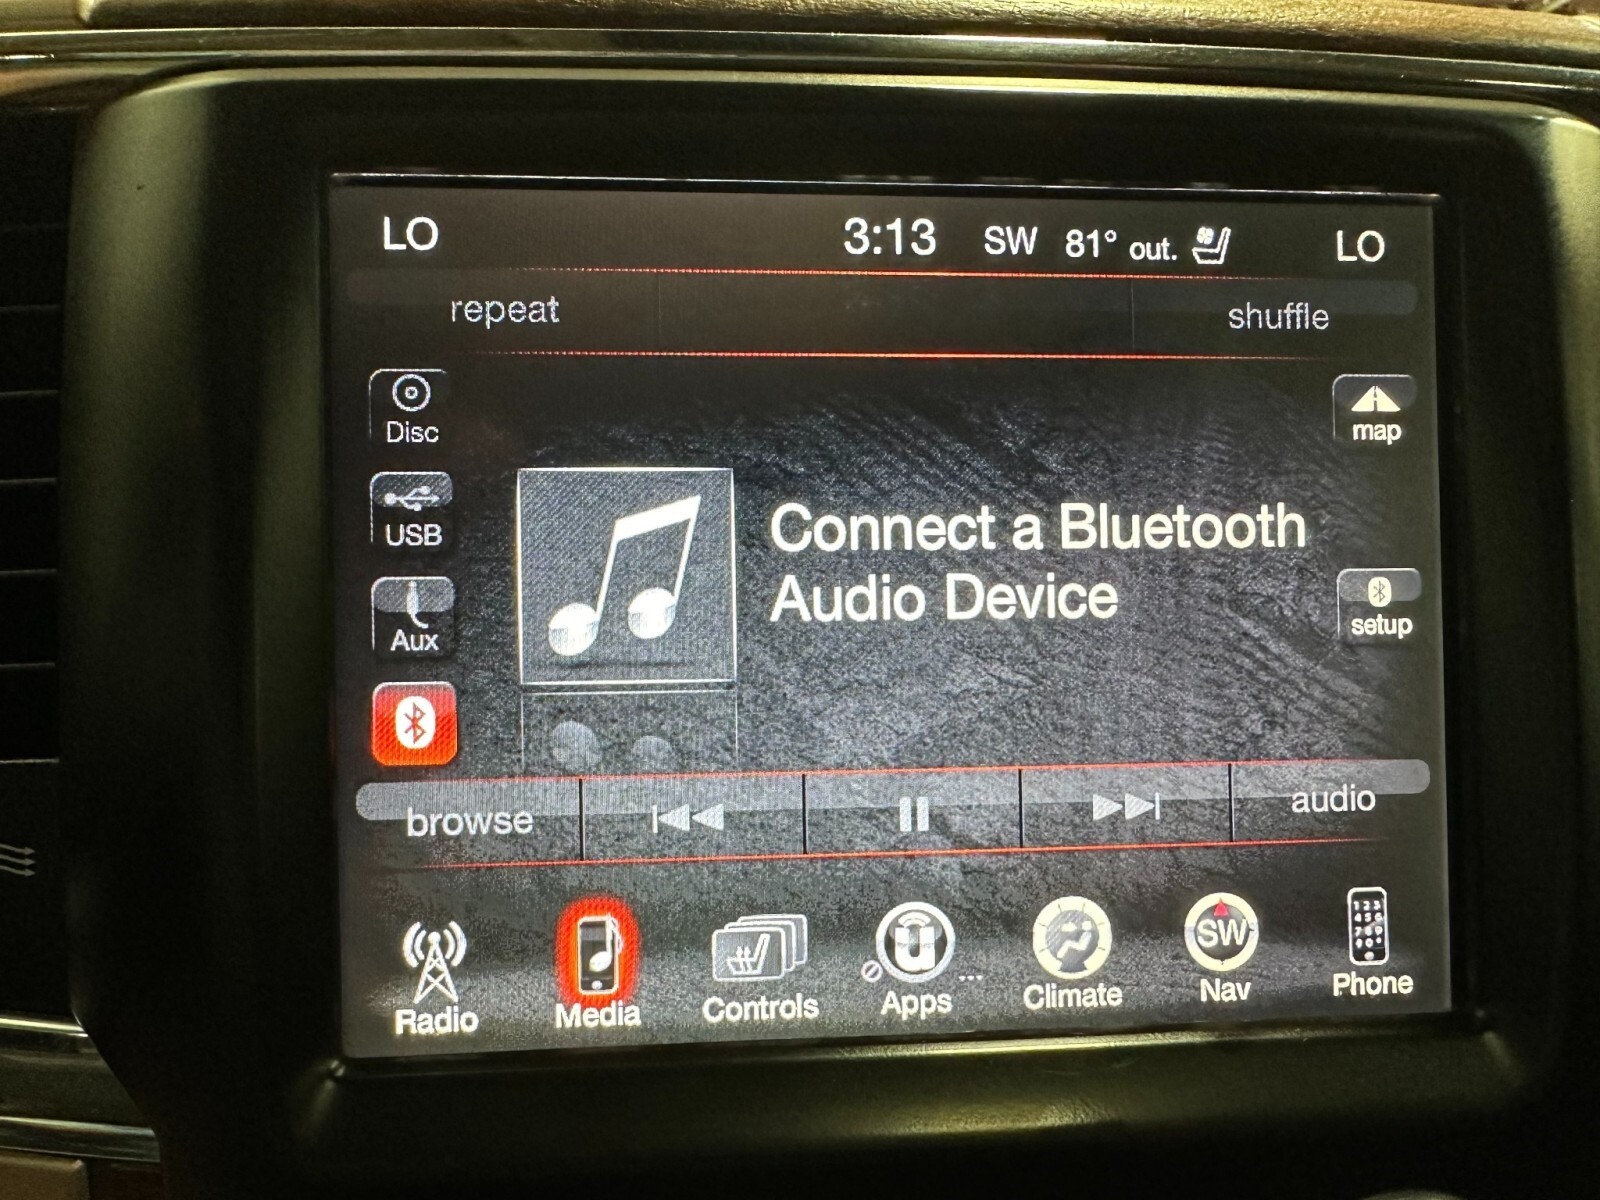 LO 3:13 SW 81° out. LO
repeat shuffle
Disc
map
USB
Connect a Bluetooth
Audio Device
Aux
setup
browse audio
Radio Media Controls Apps ... Climate SW Nav Phone